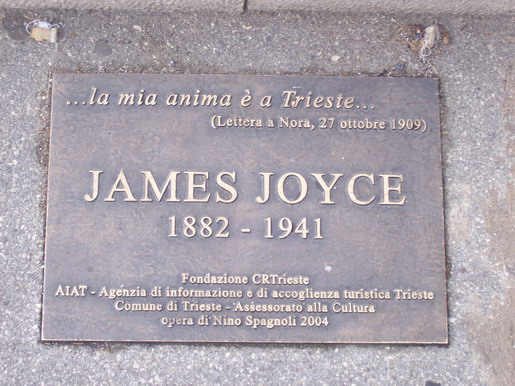 ...la mia anima è a Trieste...
(Lettera a Nora, 27 ottobre 1909)
JAMES JOYCE
1882 - 1941
Fondazione CRTrieste
AIAT - Agenzia di informazione e di accoglienza turistica Trieste
Comune di Trieste - Assessorato alla Cultura
opera di Nino Spagnoli 2004